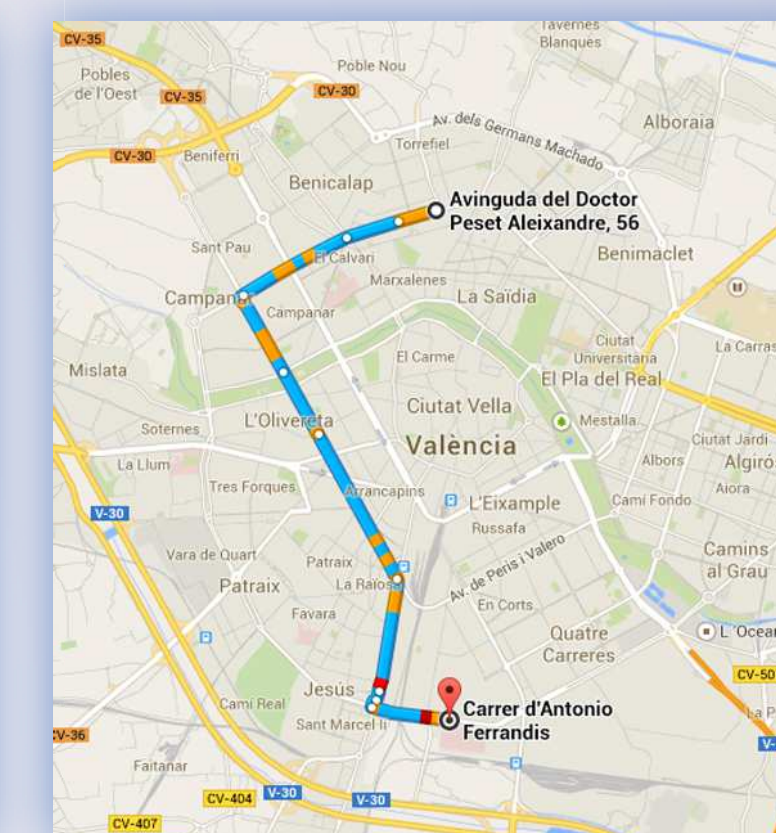 Tavernes
Blanques
CV-35
Poble Nou
Pobles
de l'Oest
CV-35
CV-30
Av. dels Germans Machado
Alboraia
Torrefiel
CV-30
Beniferri
Benicalap
Avinguda del Doctor
Peset Aleixandre, 56
Sant Pau
El Calvari
Benimaclet
Marxalenes
Campanar
La Saïdia
Campanar
Ciutat
Universitària
La Carras
El Carme
Mislata
El Pla del Real
Ciutat Vella
L'Olivereta
Mestalla
Soternes
València
Ciutat Jardí
La Llum
Albors
Algirós
Tres Forques
Arrancapins
Aiora
L'Eixample
Camí Fondo
V-30
Russafa
Vara de Quart
Av. de Peris i Valero
Camins
al Grau
Patraix
Patraix
La Raiosa
En Corts
Favara
Quatre
Carreres
L'Ocea
CV-50
Jesús
Camí Real
Carrer d'Antonio
Ferrandis
Sant Marcel·lí
V-36
V-
Faitanar
CV-404
V-30
V-30
CV-407